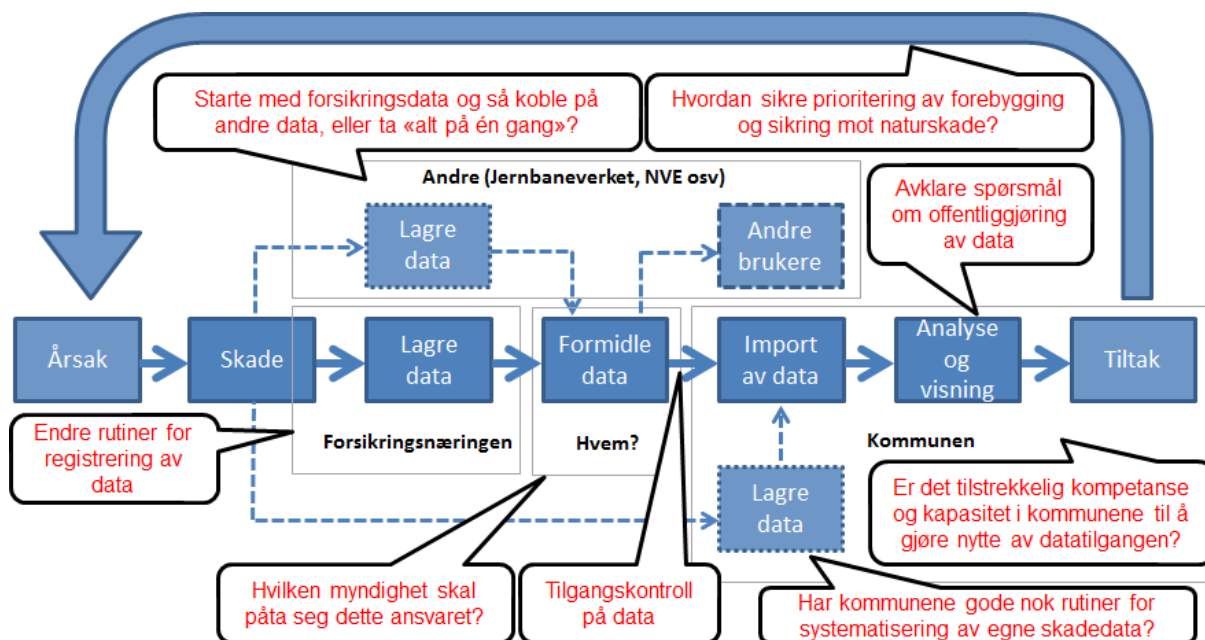 Starte med forsikringsdata og så koble på
andre data, eller ta «alt på én gang»?
Hvordan sikre prioritering av forebygging
og sikring mot naturskade?
Andre (Jernbaneverket, NVE osv)
Avklare spørsmål
om offentliggjøring
av data
Lagre
data
Andre
brukere
Årsak
Skade
Lagre
data
Formidle
data
Import
av data
Analyse
og
visning
Tiltak
Endre rutiner for
registrering av
data
Forsikringsnæringen
Hvem?
Kommunen
Lagre
data
Er det tilstrekkelig kompetanse
og kapasitet i kommunene til å
gjøre nytte av datatilgangen?
Hvilken myndighet skal
påta seg dette ansvaret?
Tilgangskontroll
på data
Har kommunene gode nok rutiner for
systematisering av egne skadedata?